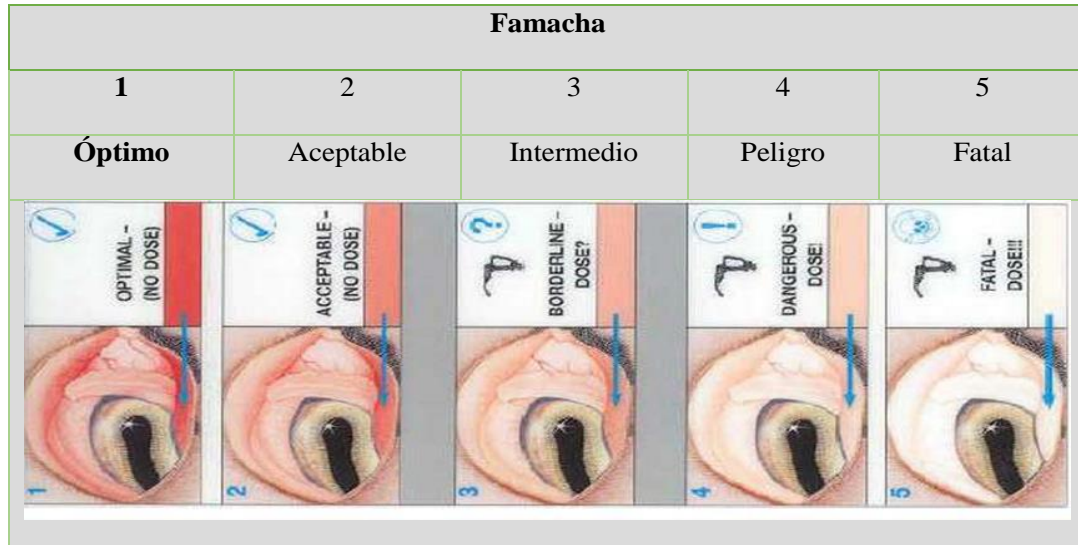 Famacha
1 2 3 4 5
Óptimo Aceptable Intermedio Peligro Fatal
OPTIMAL –
(NO DOSE)
ACCEPTABLE –
(NO DOSE)
?
BORDERLINE –
DOSE?
!
DANGEROUS –
DOSE!
FATAL –
DOSE!!!
1
2
3
4
5